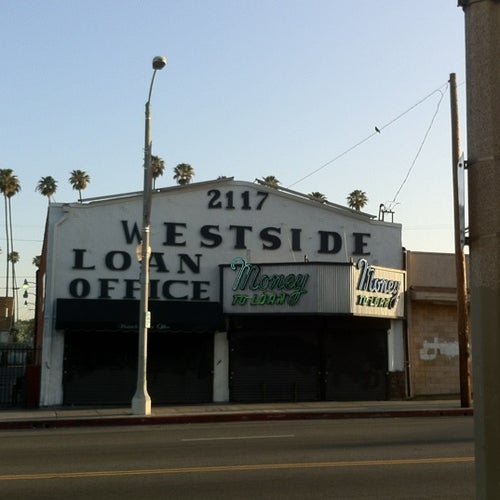 2117
WESTSIDE
LOAN
OFFICE
Money
TO LOAN
Money
TO LOAN